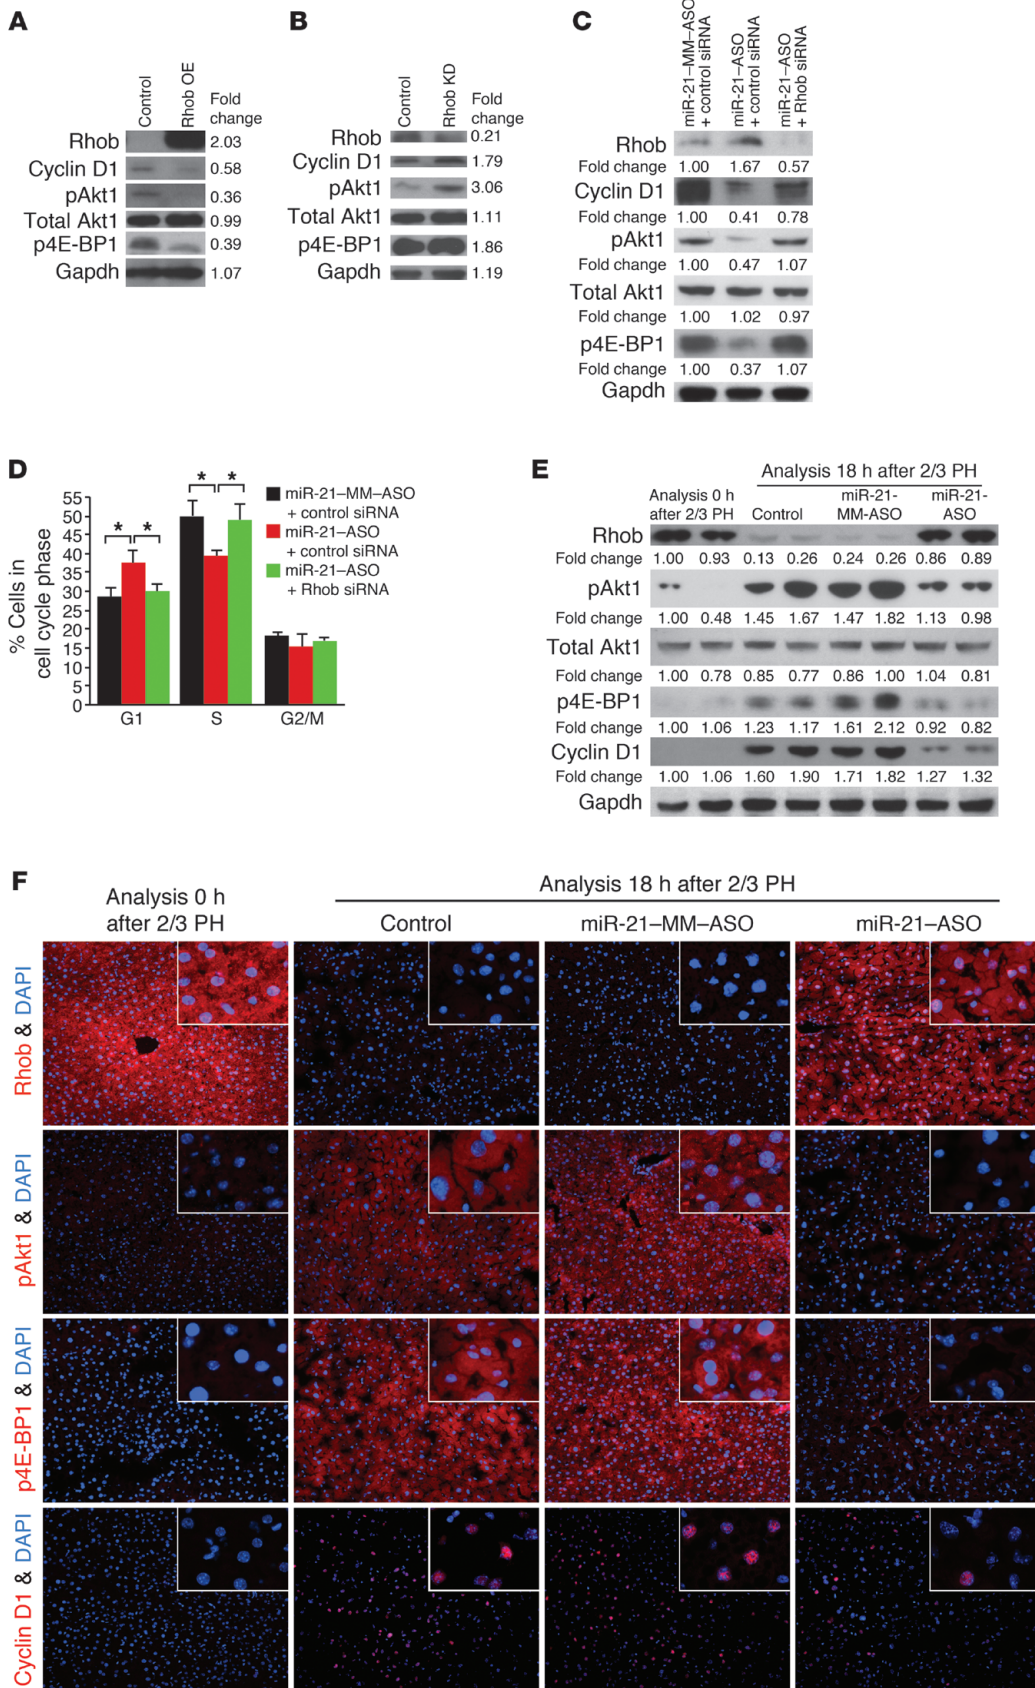 A
Control
Rhob OE
Fold
change
Rhob 2.03
Cyclin D1 0.58
pAkt1 0.36
Total Akt1 0.99
p4E-BP1 0.39
Gapdh 1.07
B
Control
Rhob KD
Fold
change
Rhob 0.21
Cyclin D1 1.79
pAkt1 3.06
Total Akt1 1.11
p4E-BP1 1.86
Gapdh 1.19
C
miR-21–MM–ASO
+ control siRNA
miR-21–ASO
+ control siRNA
miR-21–ASO
+ Rhob siRNA
Rhob
Fold change 1.00 1.67 0.57
Cyclin D1
Fold change 1.00 0.41 0.78
pAkt1
Fold change 1.00 0.47 1.07
Total Akt1
Fold change 1.00 1.02 0.97
p4E-BP1
Fold change 1.00 0.37 1.07
Gapdh
D
% Cells in
cell cycle phase
55
50
45
40
35
30
25
20
15
10
5
0
* *
* *
G1 S G2/M
miR-21–MM–ASO
+ control siRNA
miR-21–ASO
+ control siRNA
miR-21–ASO
+ Rhob siRNA
E
Analysis 18 h after 2/3 PH
Analysis 0 h
after 2/3 PH
Control
miR-21-
MM-ASO
miR-21-
ASO
Rhob
Fold change 1.00 0.93 0.13 0.26 0.24 0.26 0.86 0.89
pAkt1
Fold change 1.00 0.48 1.45 1.67 1.47 1.82 1.13 0.98
Total Akt1
Fold change 1.00 0.78 0.85 0.77 0.86 1.00 1.04 0.81
p4E-BP1
Fold change 1.00 1.06 1.23 1.17 1.61 2.12 0.92 0.82
Cyclin D1
Fold change 1.00 1.06 1.60 1.90 1.71 1.82 1.27 1.32
Gapdh
F
Analysis 0 h
after 2/3 PH
Analysis 18 h after 2/3 PH
Control
miR-21–MM–ASO
miR-21–ASO
Rhob & DAPI
pAkt1 & DAPI
p4E-BP1 & DAPI
Cyclin D1 & DAPI